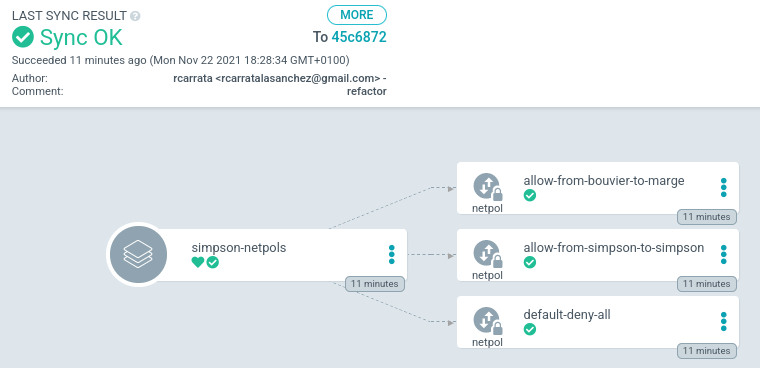 LAST SYNC RESULT ?
MORE
Sync OK
To 45c6872
Succeeded 11 minutes ago (Mon Nov 22 2021 18:28:34 GMT+0100)
Author: rcarrata <rcarratalasanchez@gmail.com> -
Comment: refactor
allow-from-bouvier-to-marge
netpol
11 minutes
simpson-netpols
11 minutes
allow-from-simpson-to-simpson
netpol
11 minutes
default-deny-all
netpol
11 minutes